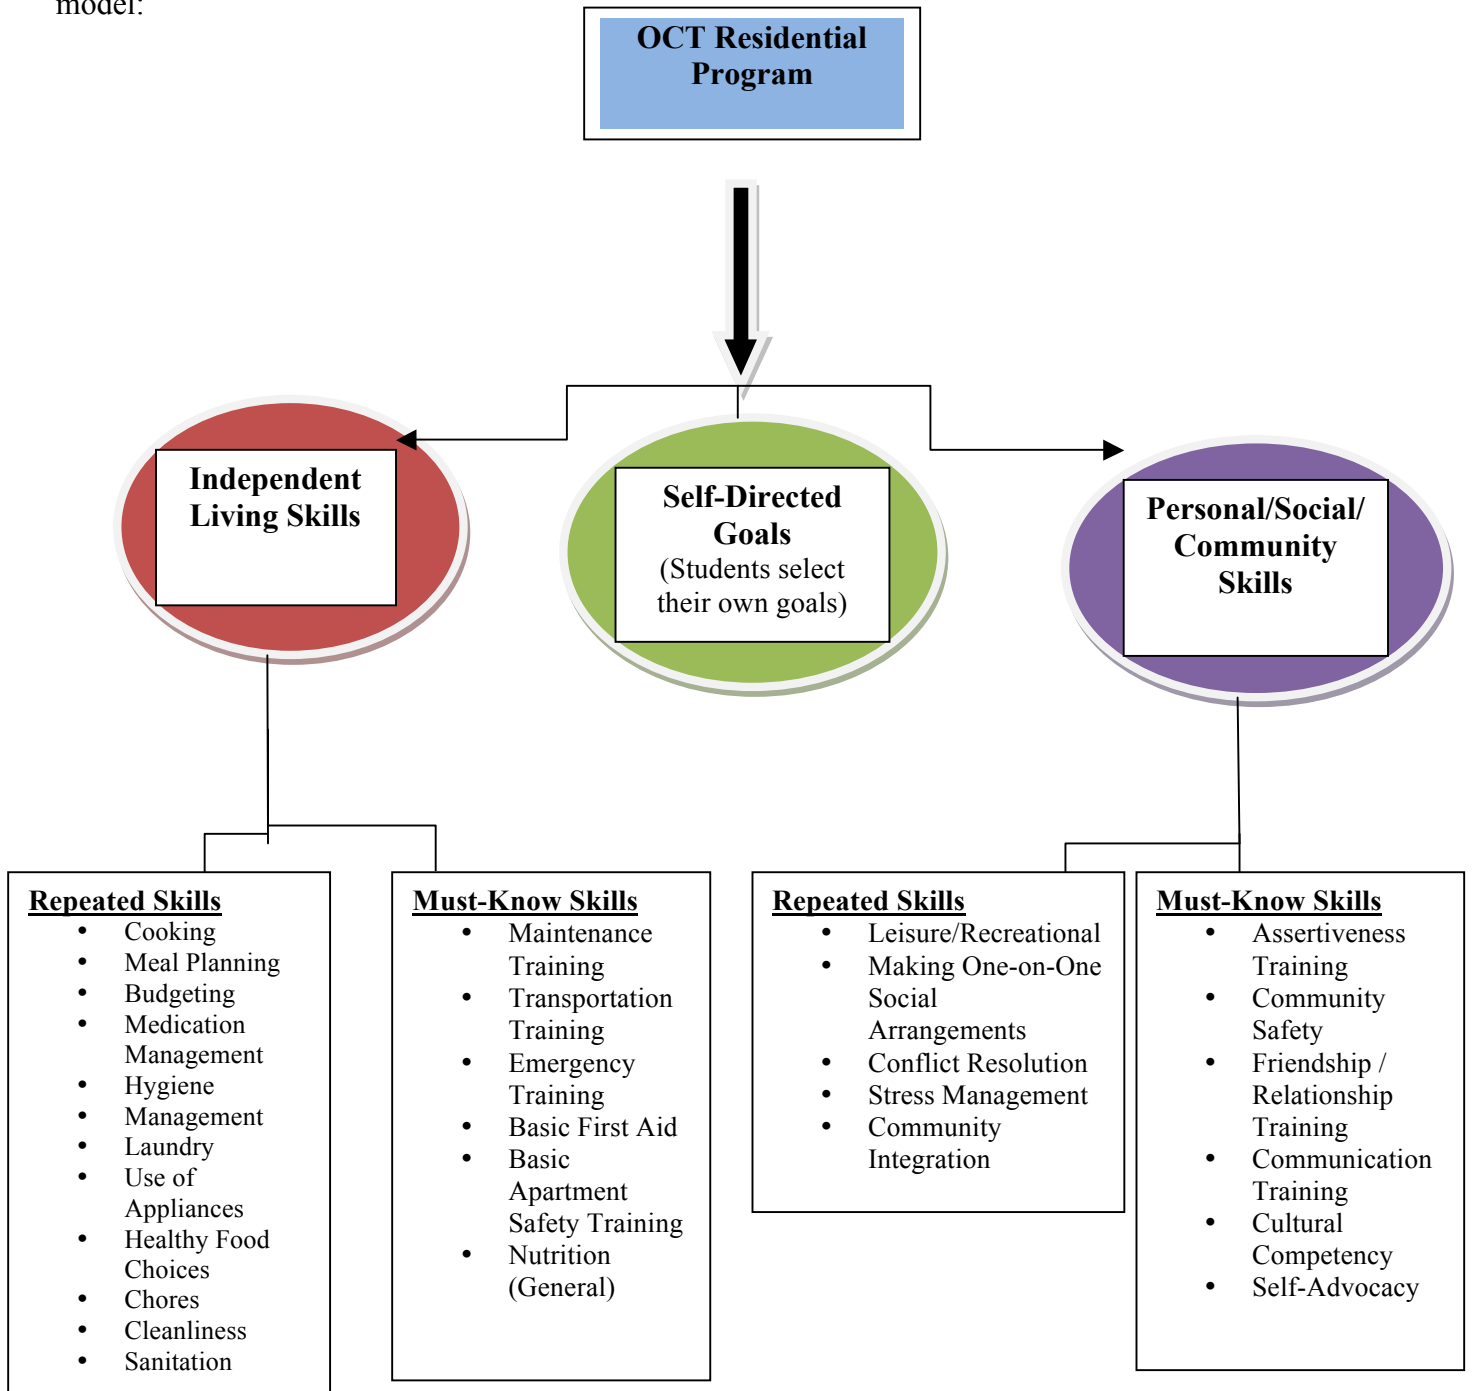 model:
OCT Residential
Program
Independent
Living Skills
Self-Directed
Goals
(Students select
their own goals)
Personal/Social/
Community
Skills
Repeated Skills
• Cooking
• Meal Planning
• Budgeting
• Medication
Management
• Hygiene
• Management
• Laundry
• Use of
Appliances
• Healthy Food
Choices
• Chores
• Cleanliness
• Sanitation
Must-Know Skills
• Maintenance
Training
• Transportation
Training
• Emergency
Training
• Basic First Aid
• Basic
Apartment
Safety Training
• Nutrition
(General)
Repeated Skills
• Leisure/Recreational
• Making One-on-One
Social
Arrangements
• Conflict Resolution
• Stress Management
• Community
Integration
Must-Know Skills
• Assertiveness
Training
• Community
Safety
• Friendship /
Relationship
Training
• Communication
Training
• Cultural
Competency
• Self-Advocacy